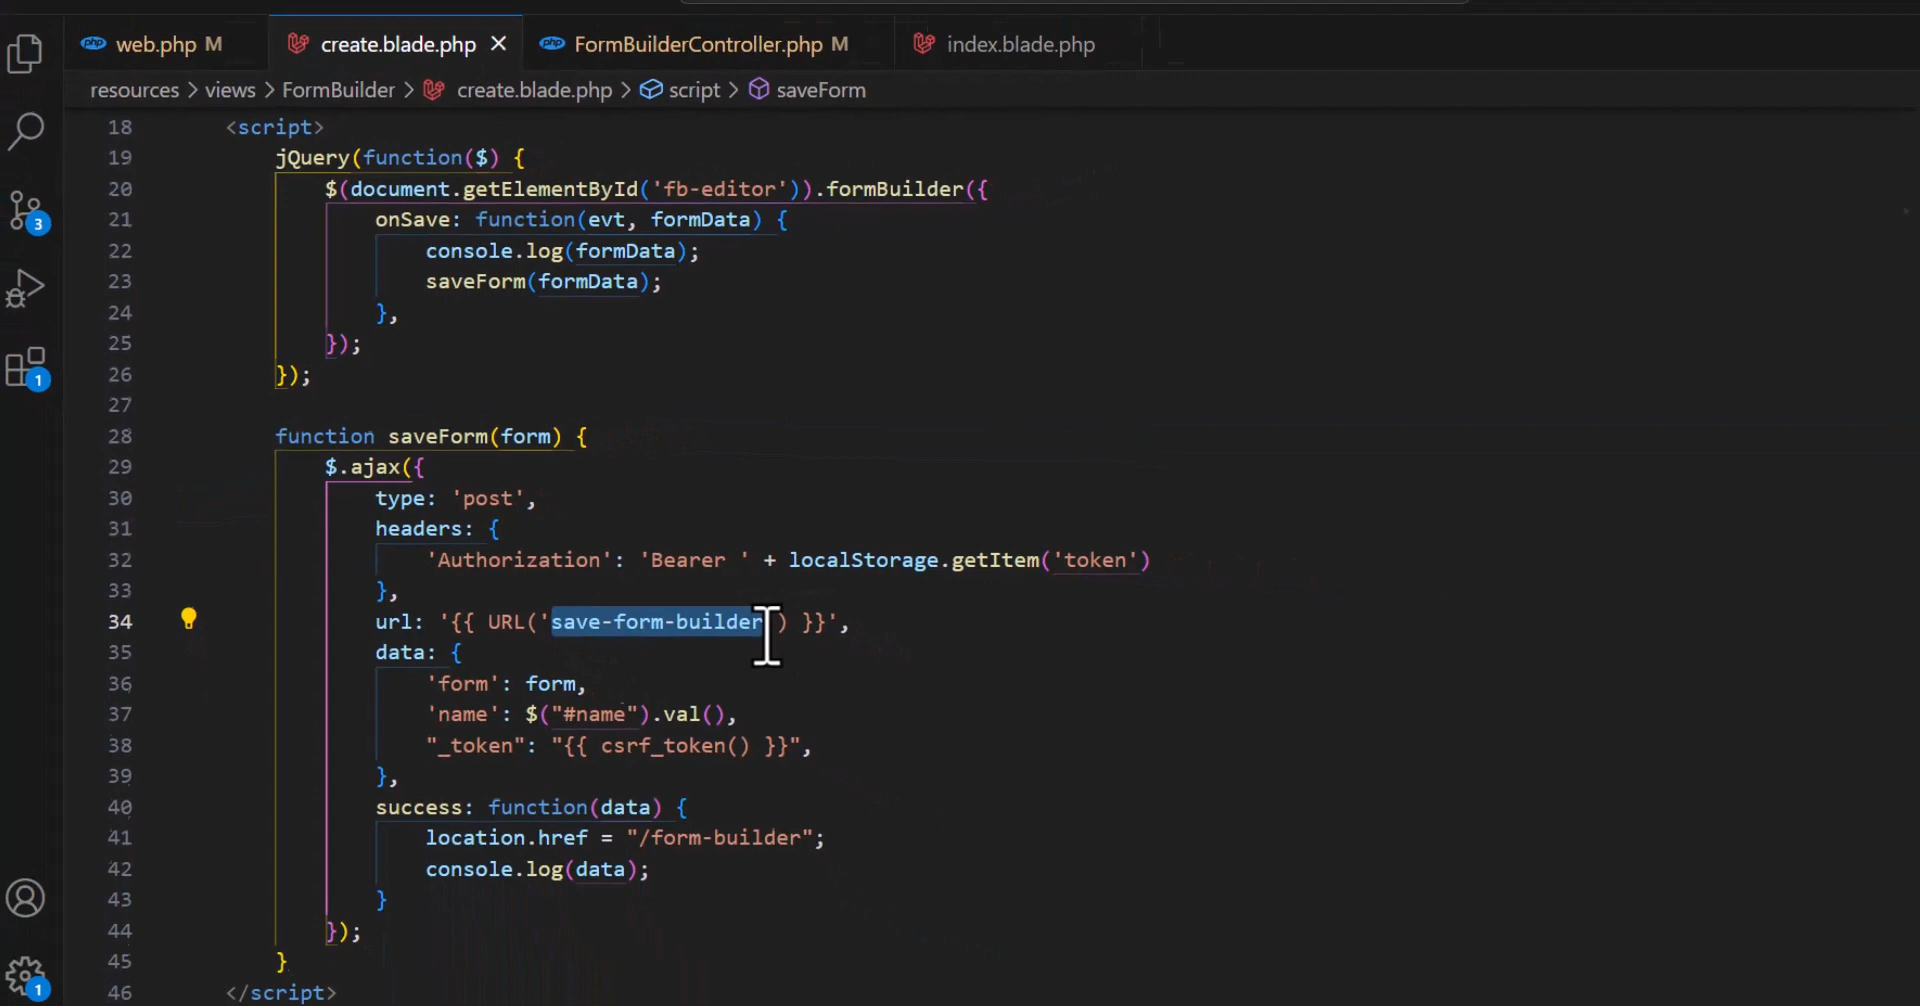 web.php M create.blade.php FormBuilderController.php M index.blade.php
resources > views > FormBuilder > create.blade.php > script > saveForm
18 <script>
19 jQuery(function($) {
20 $(document.getElementById('fb-editor')).formBuilder({
21 onSave: function(evt, formData) {
22 console.log(formData);
23 saveForm(formData);
24 },
25 });
26 });
27
28 function saveForm(form) {
29 $.ajax({
30 type: 'post',
31 headers: {
32 'Authorization': 'Bearer ' + localStorage.getItem('token')
33 },
34 url: '{{ URL('save-form-builder') }}',
35 data: {
36 'form': form,
37 'name': $("#name").val(),
38 "_token": "{{ csrf_token() }}",
39 },
40 success: function(data) {
41 location.href = "/form-builder";
42 console.log(data);
43 }
44 });
45 }
46 </script>
3
1
1